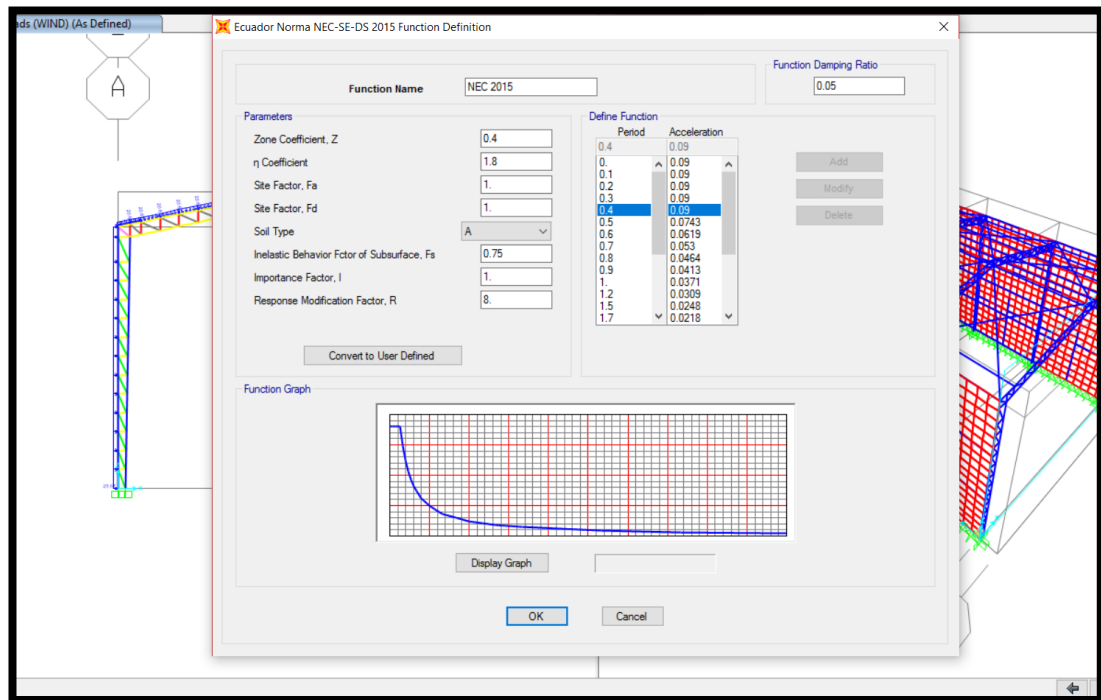 ads (WIND) (As Defined)
Ecuador Norma NEC-SE-DS 2015 Function Definition
A
Function Name
NEC 2015
Function Damping Ratio
0.05
Parameters
Zone Coefficient, Z
0.4
η Coefficient
1.8
Site Factor, Fa
1.
Site Factor, Fd
1.
Soil Type
A
Inelastic Behavior Fctor of Subsurface, Fs
0.75
Importance Factor, I
1.
Response Modification Factor, R
8.
Convert to User Defined
Define Function
Period Acceleration
0.4 0.09
0. 0.09
0.1 0.09
0.2 0.09
0.3 0.09
0.4 0.09
0.5 0.0743
0.6 0.0619
0.7 0.053
0.8 0.0464
0.9 0.0413
1. 0.0371
1.2 0.0309
1.5 0.0248
1.7 0.0218
Add
Modify
Delete
Function Graph
Display Graph
OK
Cancel